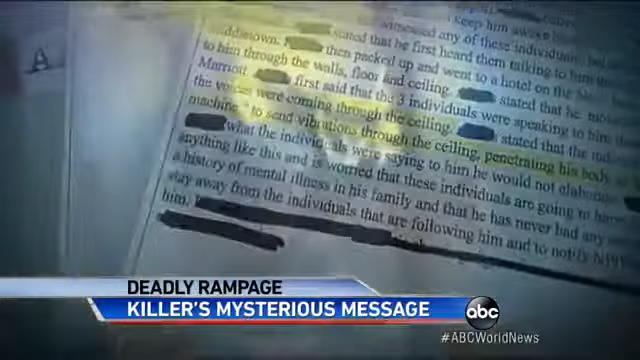 keep him awake
witnessed any of these individuals,
stated that he first heard them talking to him
then packed up and went to a hotel on the
to him through the walls, floor and ceiling. stated that he
Marriott. first said that the 3 individuals were speaking to him
the voices were coming through the ceiling. stated that the
machine" to send vibrations through the ceiling, penetrating his body
what the individuals were saying to him he would not elaborate
anything like this and is worried that these individuals are going to
a history of mental illness in his family and that he has never had any
stay away from the individuals that are following him and to notify
him.
A
DEADLY RAMPAGE
KILLER'S MYSTERIOUS MESSAGE
abc
#ABCWorldNews